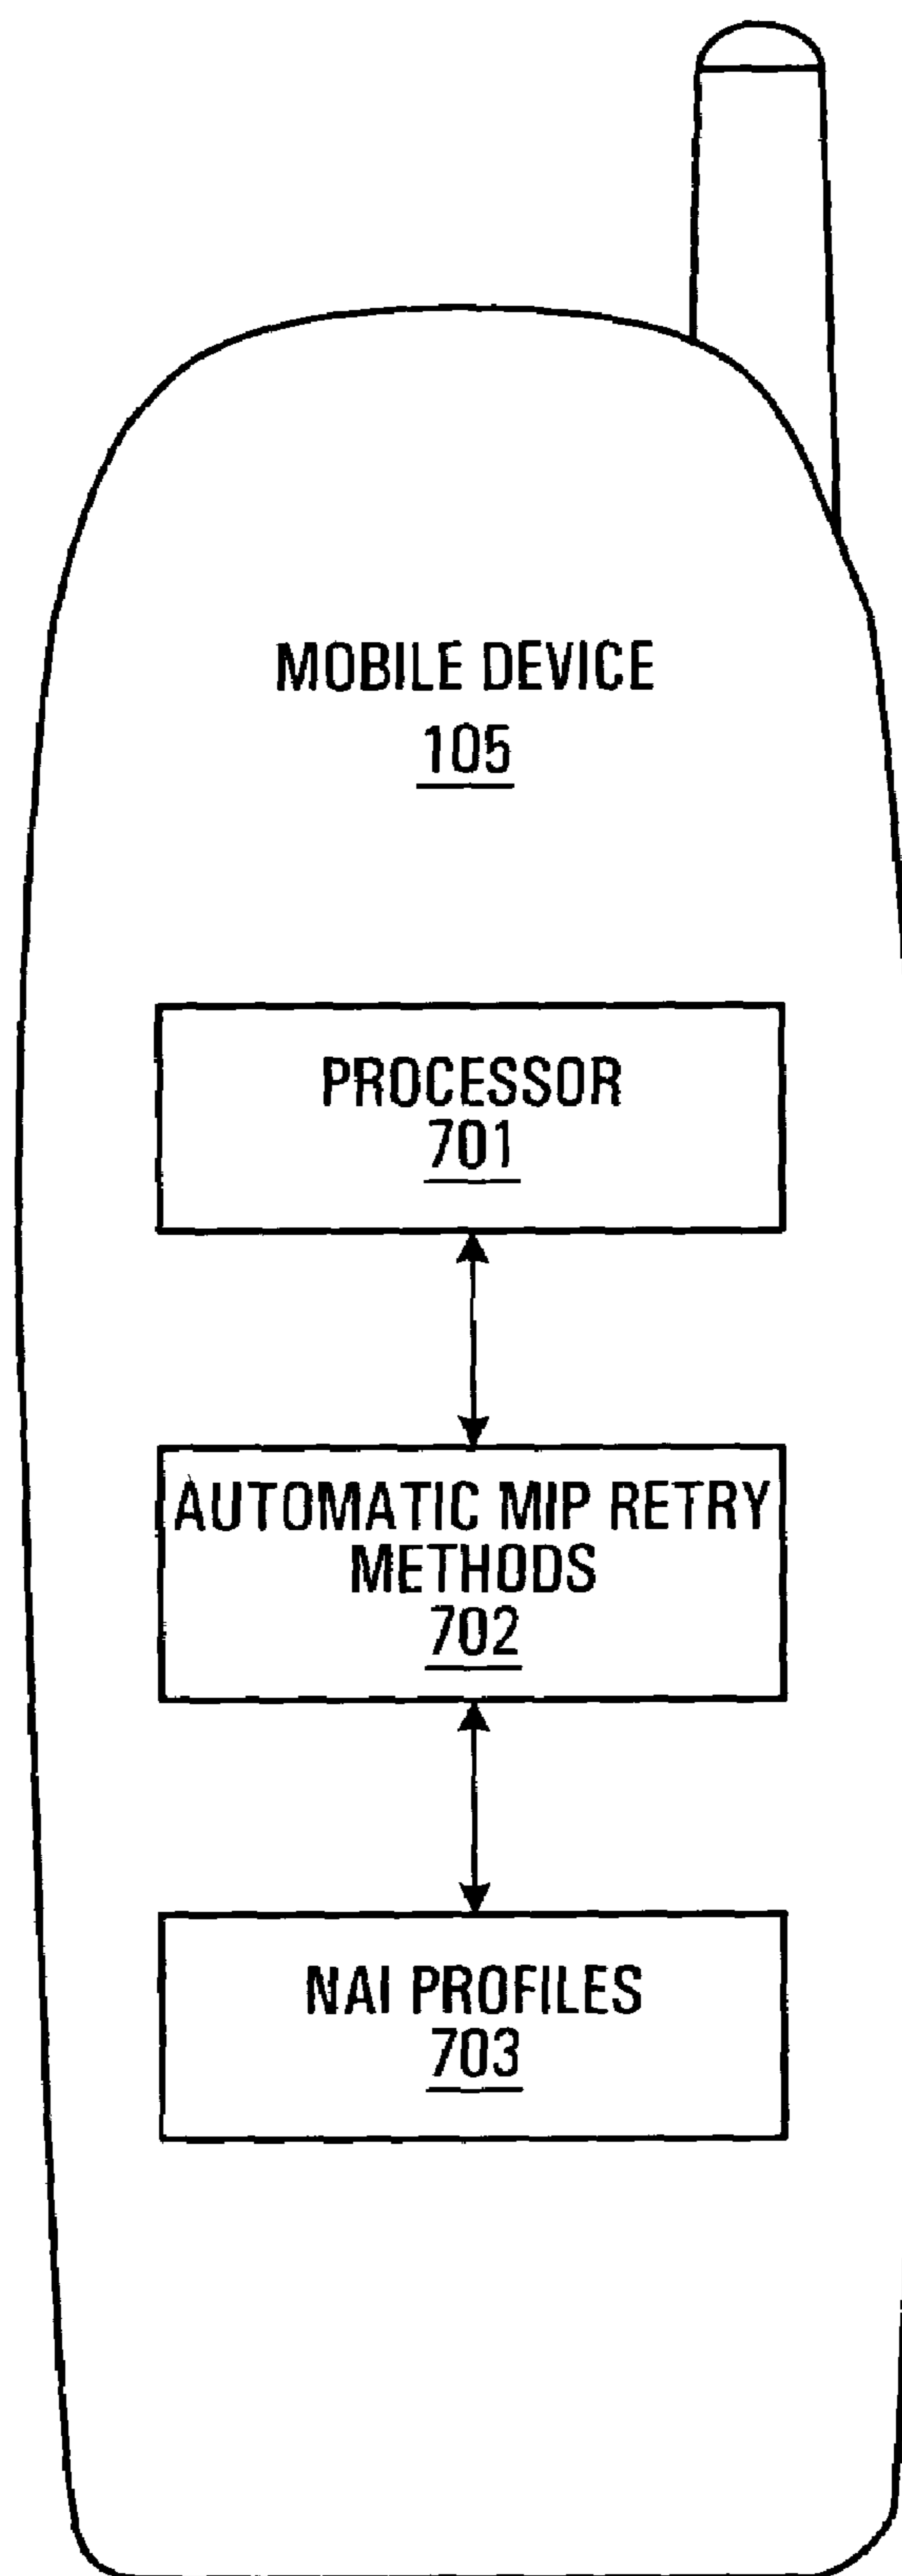 MOBILE DEVICE
105
PROCESSOR
701
AUTOMATIC MIP RETRY
METHODS
702
NAI PROFILES
703